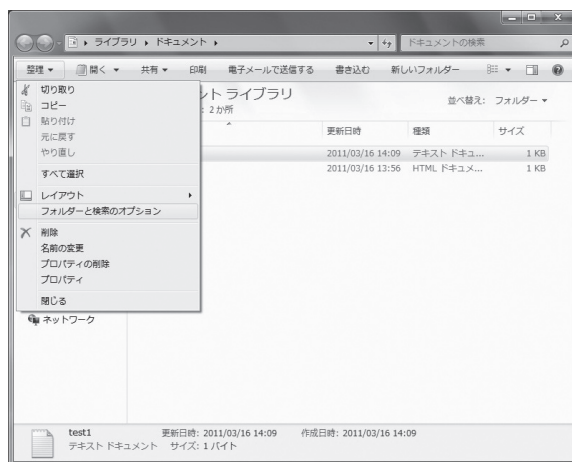 ライブラリ ▸ ドキュメント ▸ ドキュメントの検索
整理 ▼ 開く ▼ 共有 ▼ 印刷 電子メールで送信する 書き込む 新しいフォルダー
切り取り
コピー
貼り付け
元に戻す
やり直し
すべて選択
レイアウト
フォルダーと検索のオプション
削除
名前の変更
プロパティの削除
プロパティ
閉じる
ント ライブラリ
: 2 か所
並べ替え: フォルダー ▼
更新日時 種類 サイズ
2011/03/16 14:09 テキスト ドキュ... 1 KB
2011/03/16 13:56 HTML ドキュメ... 1 KB
ネットワーク
test1 更新日時: 2011/03/16 14:09 作成日時: 2011/03/16 14:09
テキスト ドキュメント サイズ: 1 バイト